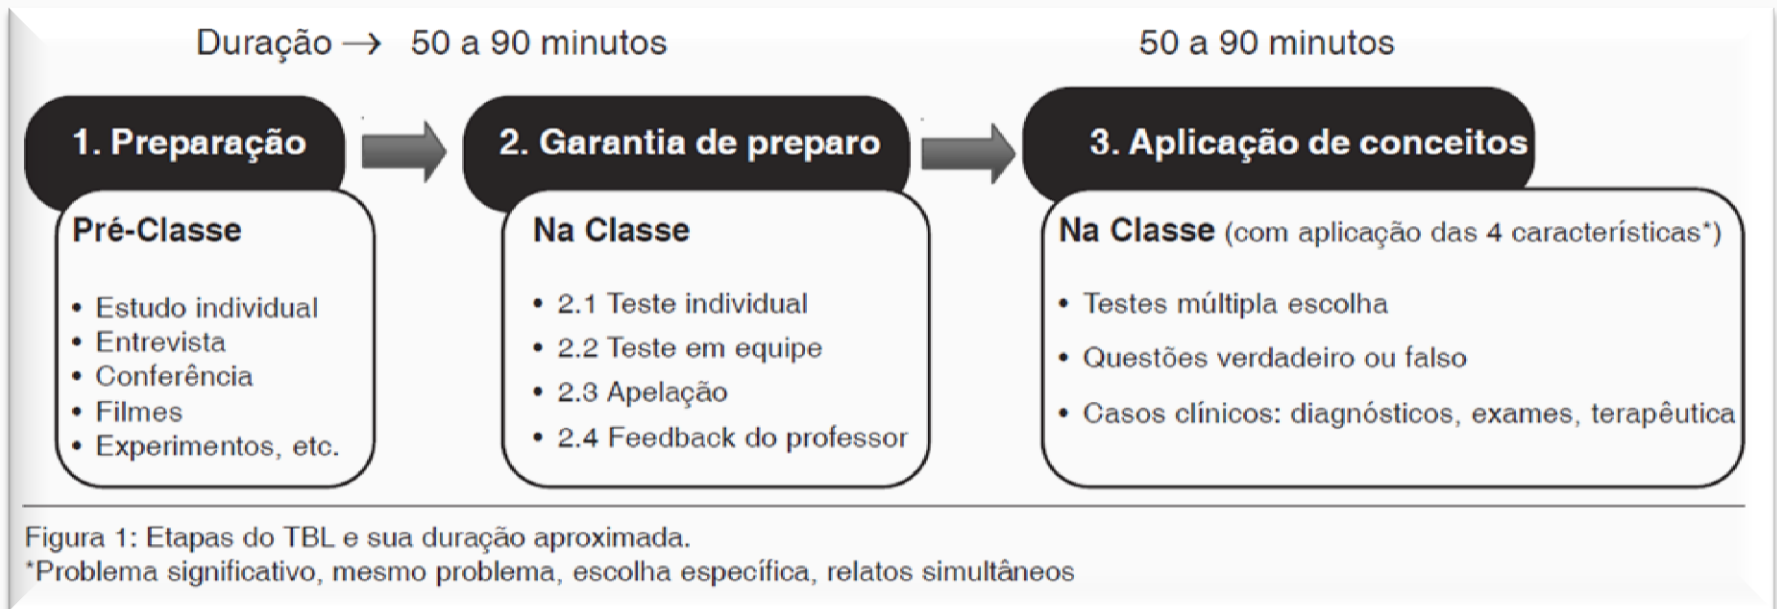 Duração → 50 a 90 minutos
50 a 90 minutos
1. Preparação
Pré-Classe
• Estudo individual
• Entrevista
• Conferência
• Filmes
• Experimentos, etc.
2. Garantia de preparo
Na Classe
• 2.1 Teste individual
• 2.2 Teste em equipe
• 2.3 Apelação
• 2.4 Feedback do professor
3. Aplicação de conceitos
Na Classe (com aplicação das 4 características*)
• Testes múltipla escolha
• Questões verdadeiro ou falso
• Casos clínicos: diagnósticos, exames, terapêutica
Figura 1: Etapas do TBL e sua duração aproximada.
*Problema significativo, mesmo problema, escolha específica, relatos simultâneos